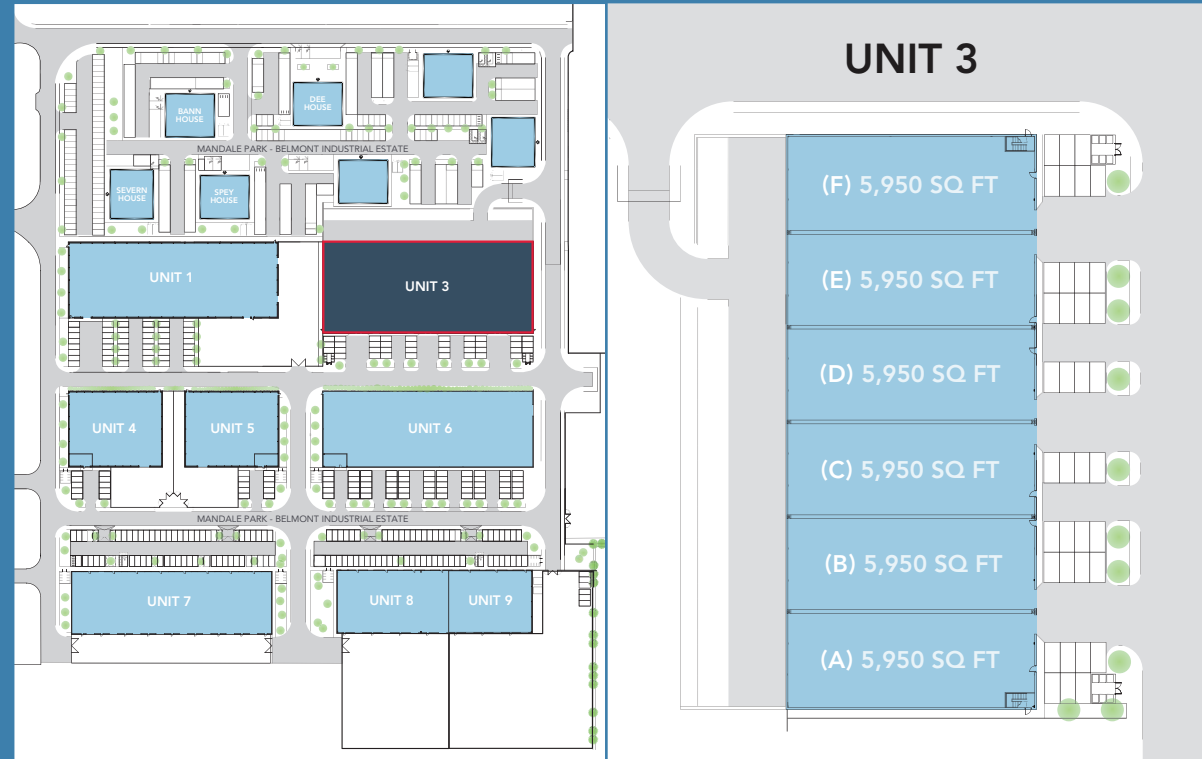 DEE
HOUSE
BANN
HOUSE
MANDALE PARK - BELMONT INDUSTRIAL ESTATE
SEVERN
HOUSE
SPEY
HOUSE
UNIT 1
UNIT 3
UNIT 4
UNIT 5
UNIT 6
MANDALE PARK - BELMONT INDUSTRIAL ESTATE
UNIT 7
UNIT 8
UNIT 9
UNIT 3
(F) 5,950 SQ FT
(E) 5,950 SQ FT
(D) 5,950 SQ FT
(C) 5,950 SQ FT
(B) 5,950 SQ FT
(A) 5,950 SQ FT